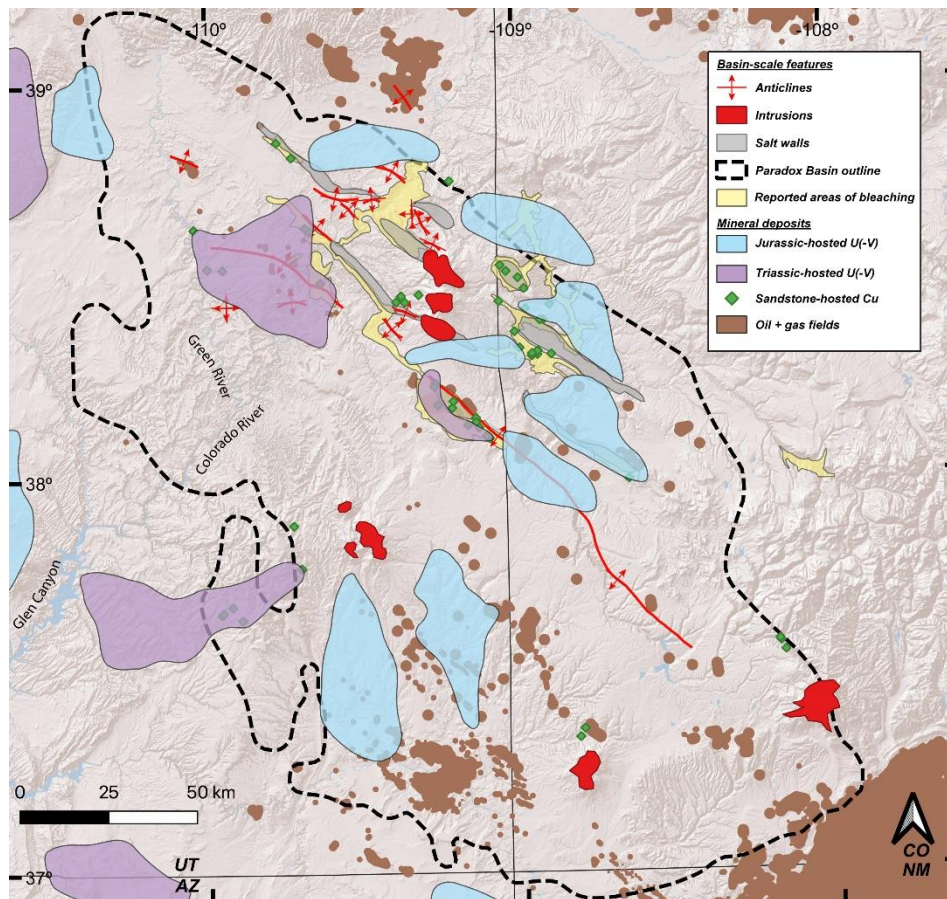 -110°
-109°
-108°
39°
Basin-scale features
Anticlines
Intrusions
Salt walls
Paradox Basin outline
Reported areas of bleaching
Mineral deposits
Jurassic-hosted U(-V)
Triassic-hosted U(-V)
Sandstone-hosted Cu
Oil + gas fields
Green River
Colorado River
38°
Glen Canyon
0 25 50 km
UT
AZ
37°
CO
NM